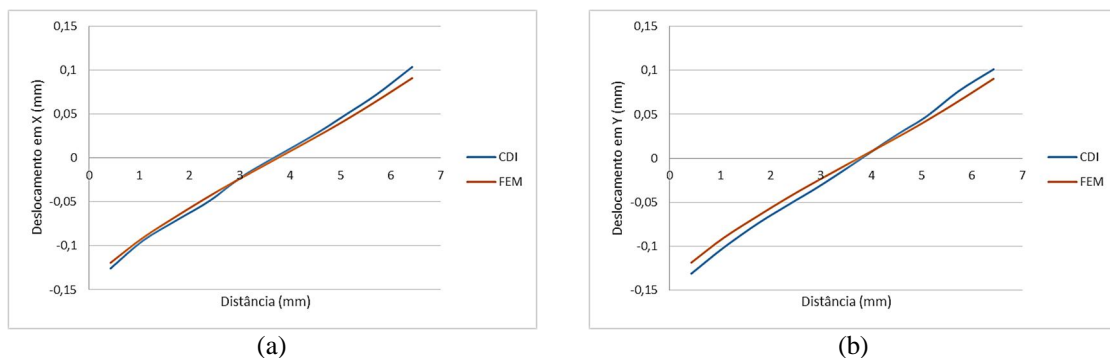 0,15
0,1
0,05
0
-0,05
-0,1
-0,15
0 1 2 3 4 5 6 7
Deslocamento em X (mm)
Distância (mm)
CDI
FEM
(a)
0,15
0,1
0,05
0
-0,05
-0,1
-0,15
0 1 2 3 4 5 6 7
Deslocamento em Y (mm)
Distância (mm)
CDI
FEM
(b)